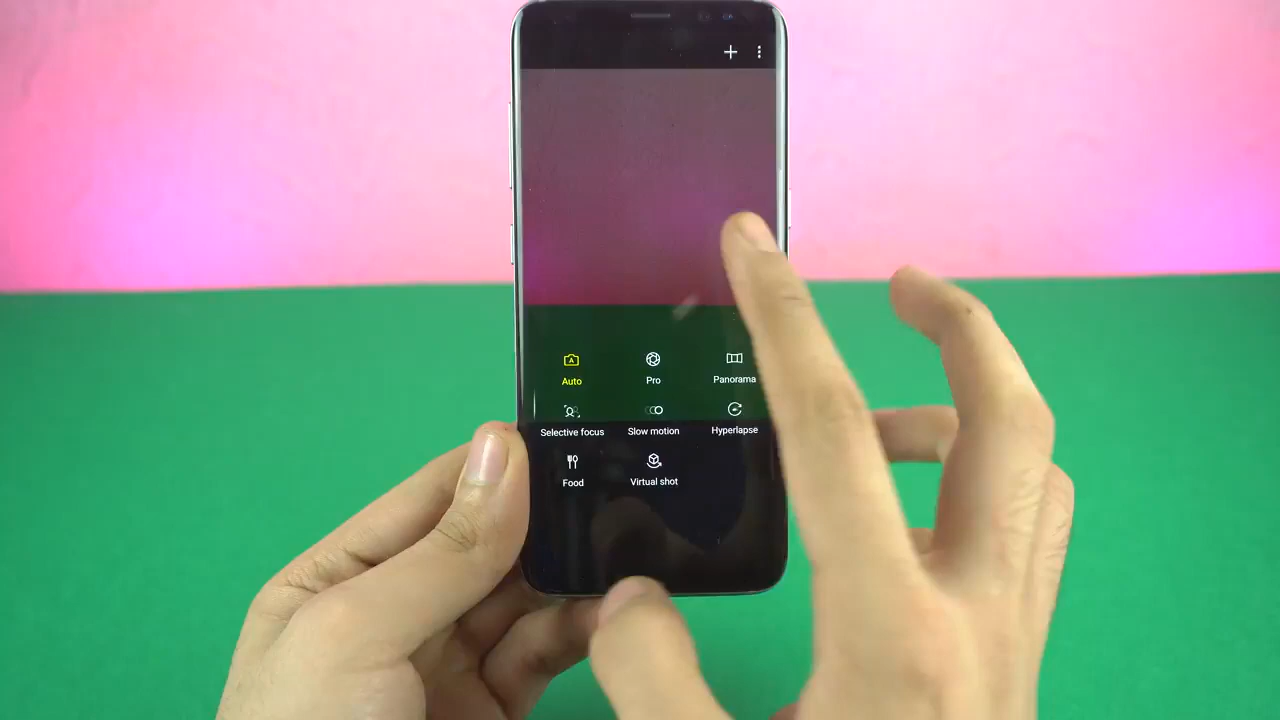 Auto Pro Panorama
Selective focus Slow motion Hyperlapse
Food Virtual shot